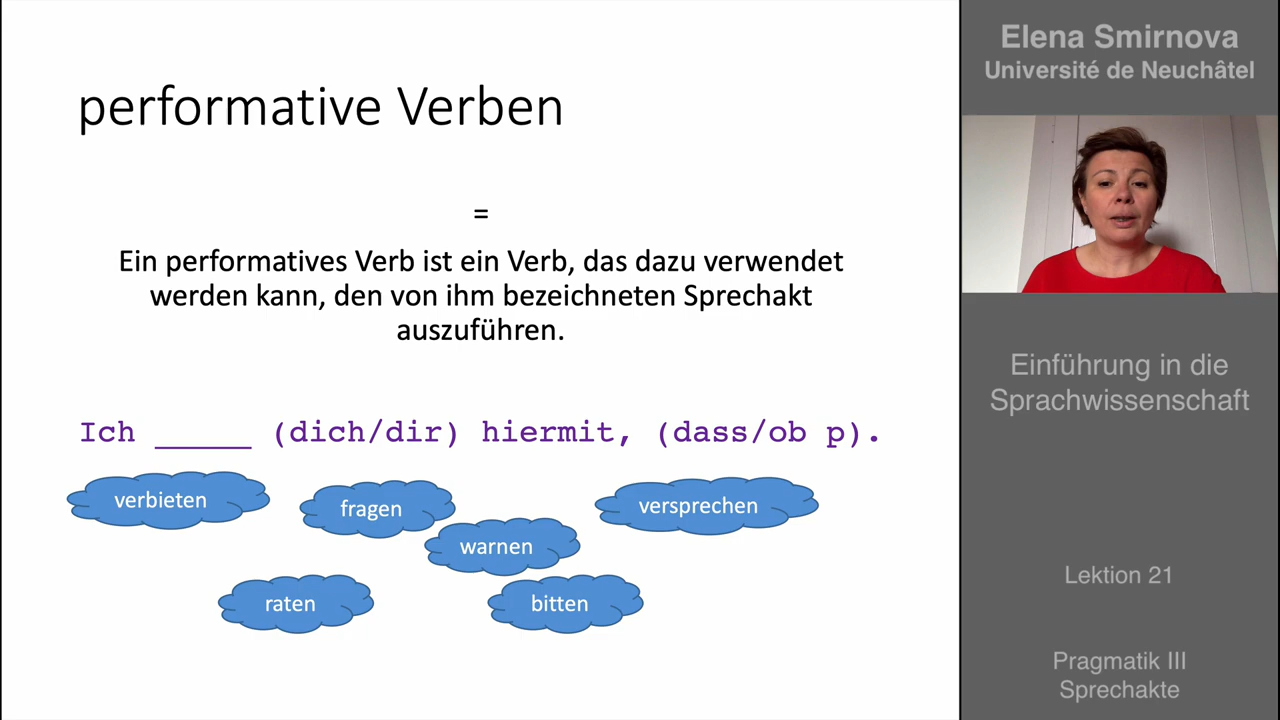 performative Verben
=
Ein performatives Verb ist ein Verb, das dazu verwendet
werden kann, den von ihm bezeichneten Sprechakt
auszuführen.
Ich _____ (dich/dir) hiermit, (dass/ob p).
verbieten
fragen
versprechen
warnen
raten
bitten
Elena Smirnova
Université de Neuchâtel
Einführung in die
Sprachwissenschaft
Lektion 21
Pragmatik III
Sprechakte